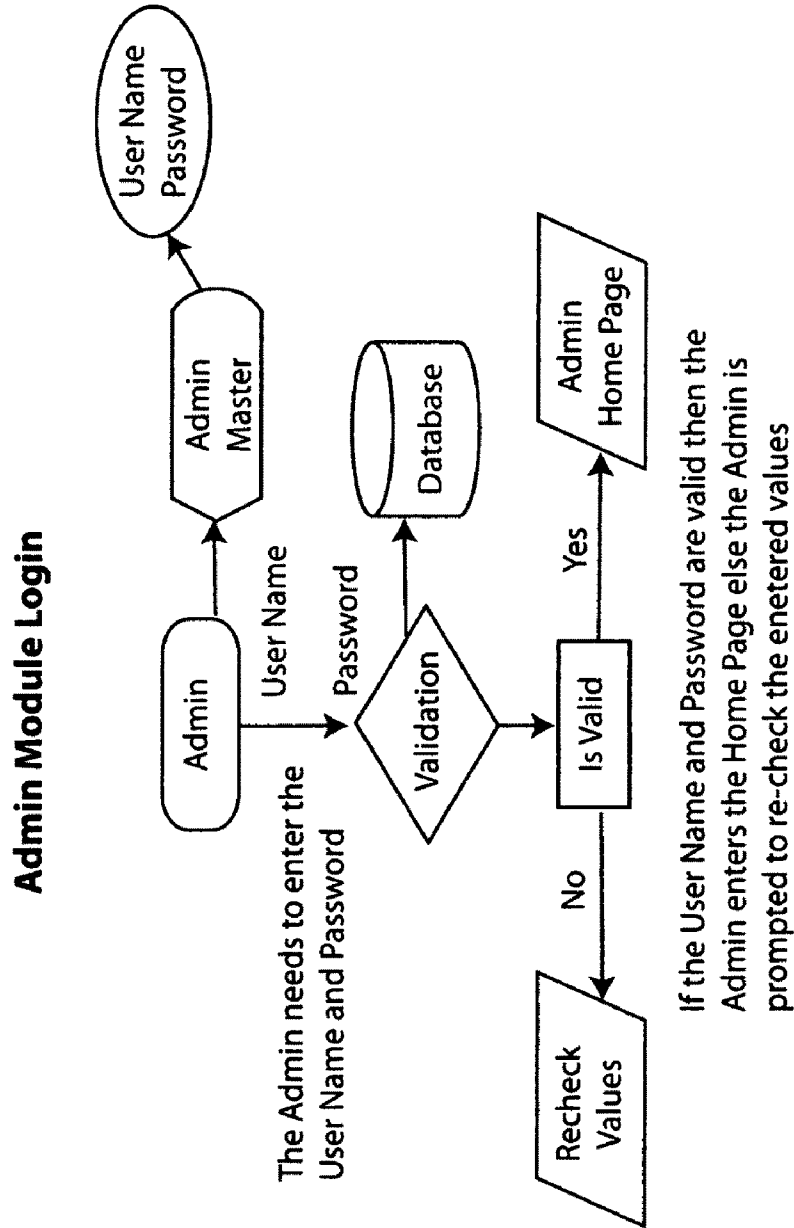 Admin Module Login
Admin
User Name
Admin
Master
User Name
Password
The Admin needs to enter the
User Name and Password
Password
Validation
Database
Is Valid
No
Yes
Recheck
Values
Admin
Home Page
If the User Name and Password are valid then the
Admin enters the Home Page else the Admin is
prompted to re-check the enetered values